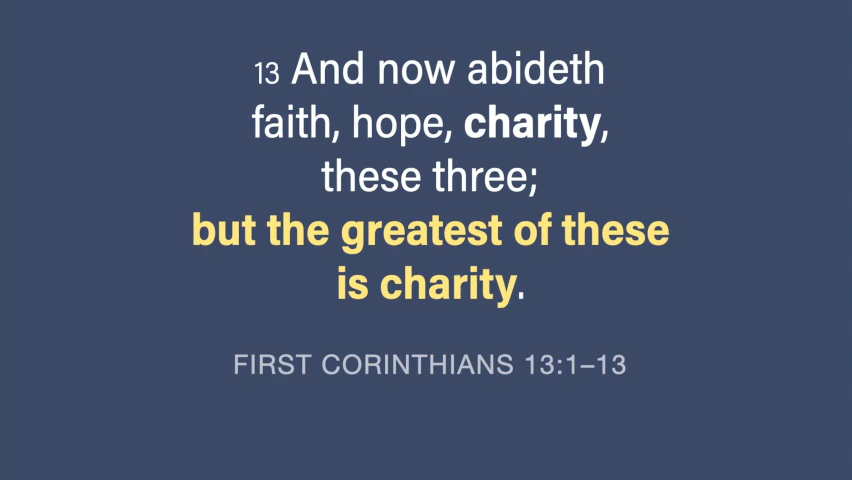 13 And now abideth
faith, hope, charity,
these three;
but the greatest of these
is charity.
FIRST CORINTHIANS 13:1–13